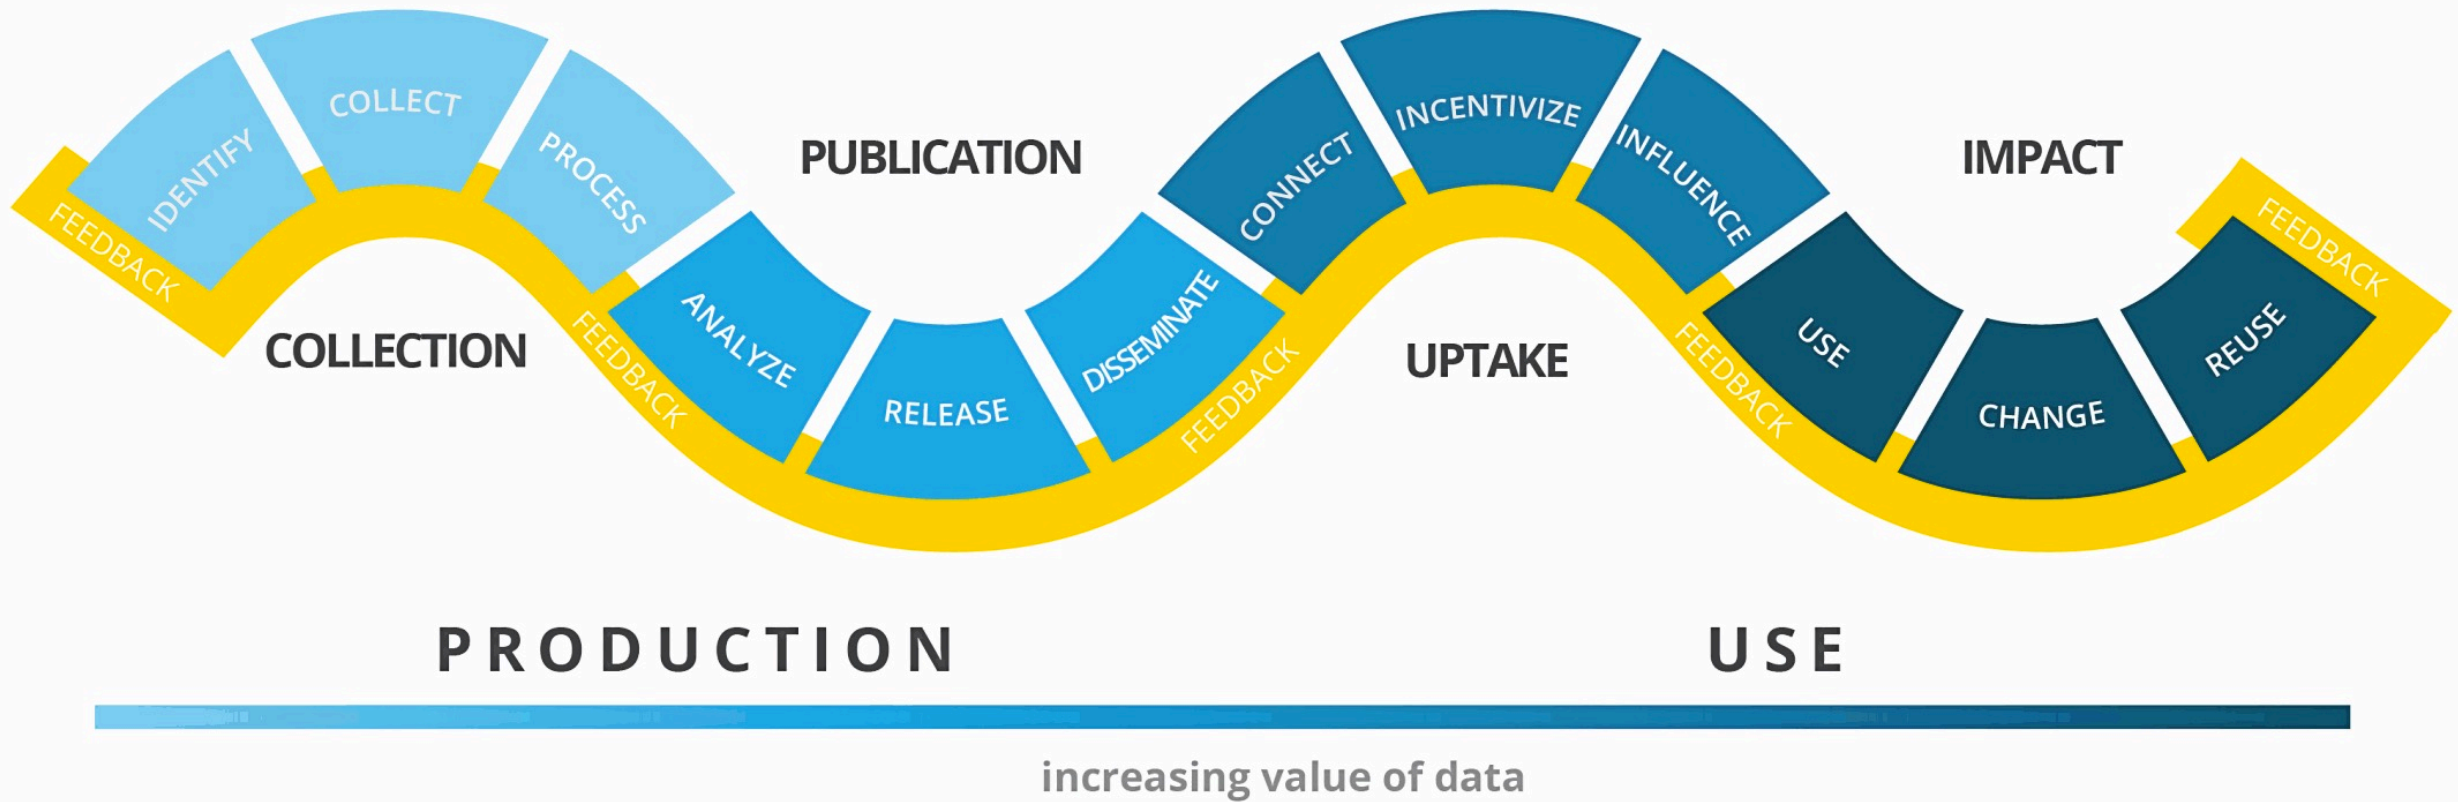 FEEDBACK
IDENTIFY
COLLECT
PROCESS
COLLECTION
FEEDBACK
PUBLICATION
ANALYZE
RELEASE
DISSEMINATE
FEEDBACK
CONNECT
INCENTIVIZE
INFLUENCE
UPTAKE
FEEDBACK
IMPACT
USE
CHANGE
REUSE
FEEDBACK
PRODUCTION
USE
increasing value of data